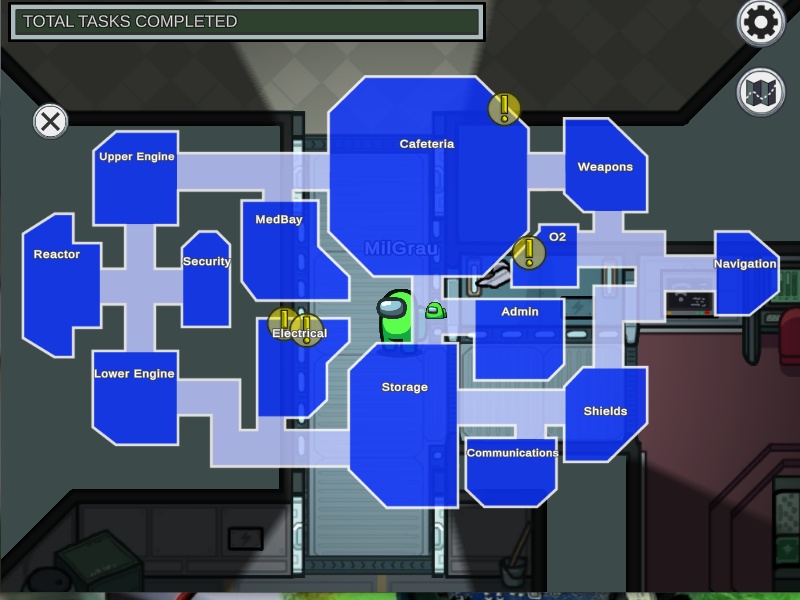 TOTAL TASKS COMPLETED
Cafeteria
Upper Engine
Weapons
MedBay
O2
MilGrau
Reactor
Security
Navigation
Admin
Electrical
Lower Engine
Storage
Shields
Communications